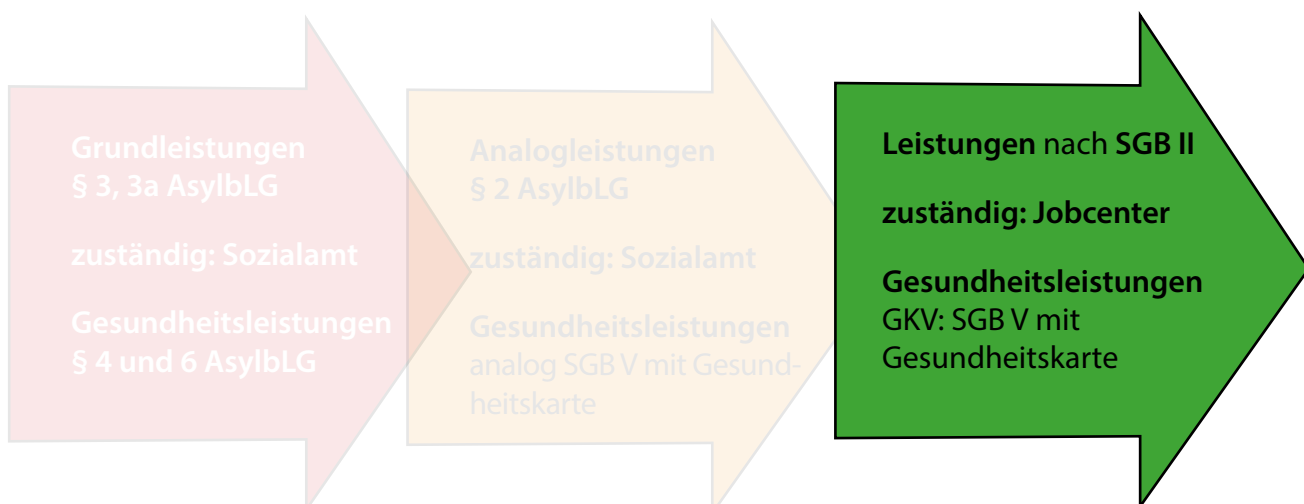 Grundleistungen
§ 3, 3a AsylbLG
zuständig: Sozialamt
Gesundheitsleistungen
§ 4 und 6 AsylbLG
Analogleistungen
§ 2 AsylbLG
zuständig: Sozialamt
Gesundheitsleistungen
analog SGB V mit Gesund-
heitskarte
Leistungen nach SGB II
zuständig: Jobcenter
Gesundheitsleistungen
GKV: SGB V mit
Gesundheitskarte